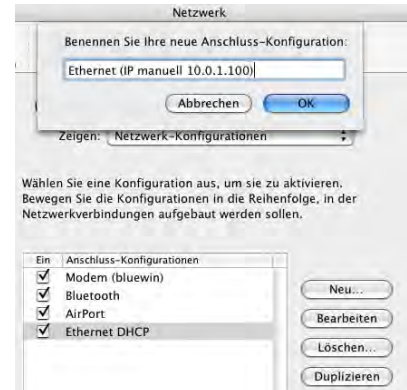 Netzwerk
Benennen Sie Ihre neue Anschluss-Konfiguration:
Ethernet (IP manuell 10.0.1.100)
Abbrechen
OK
Zeigen: Netzwerk-Konfigurationen
Wählen Sie eine Konfiguration aus, um sie zu aktivieren.
Bewegen Sie die Konfigurationen in die Reihenfolge, in der
Netzwerkverbindungen aufgebaut werden sollen.
Ein Anschluss-Konfigurationen
Modem (bluewin)
Bluetooth
AirPort
Ethernet DHCP
Neu...
Bearbeiten
Löschen...
Duplizieren